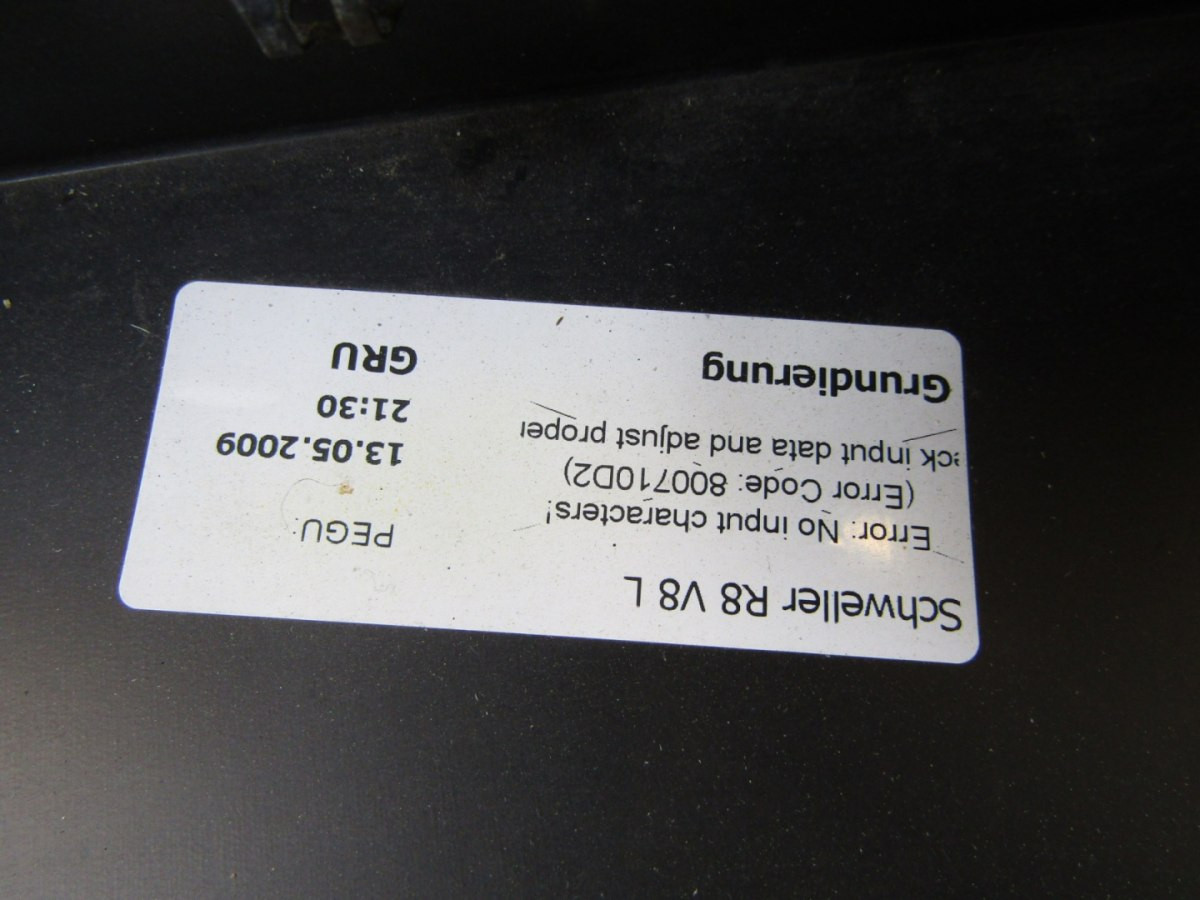 Schweller R8 V8 L
Error: No input characters!
PEGU:
(Error Code: 800710D2)
13.05.2009
eck input data and adjust proper
21:30
Grundierung
GRU